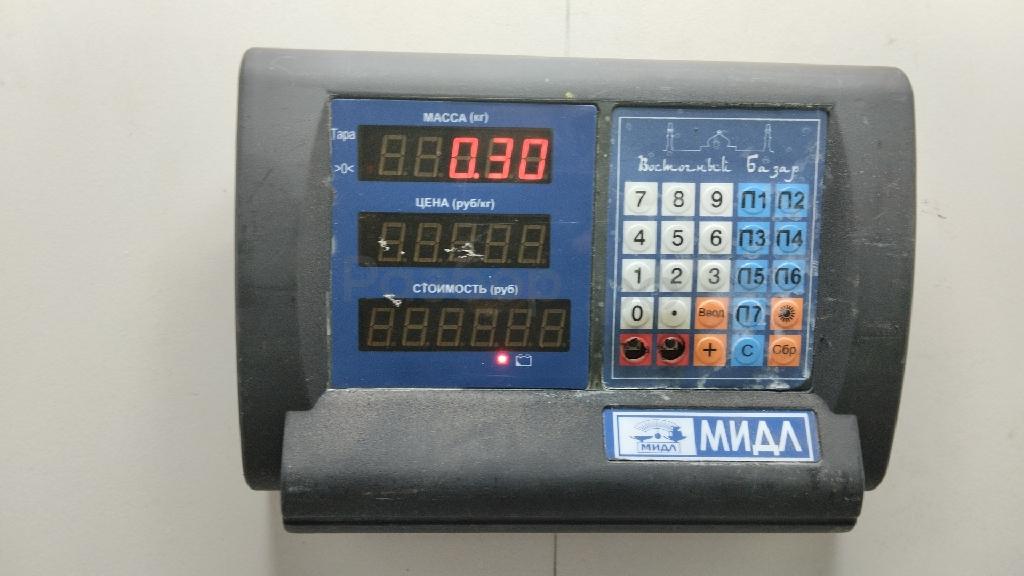 МАССА (кг)
Тара
0.30
>0<
ЦЕНА (руб/кг)
СТОИМОСТЬ (руб)
Восточный Базар
7 8 9 П1 П2
4 5 6 П3 П4
1 2 3 П5 П6
0 . Ввод П7
+ С Сбр
МИДЛ
МИДЛ